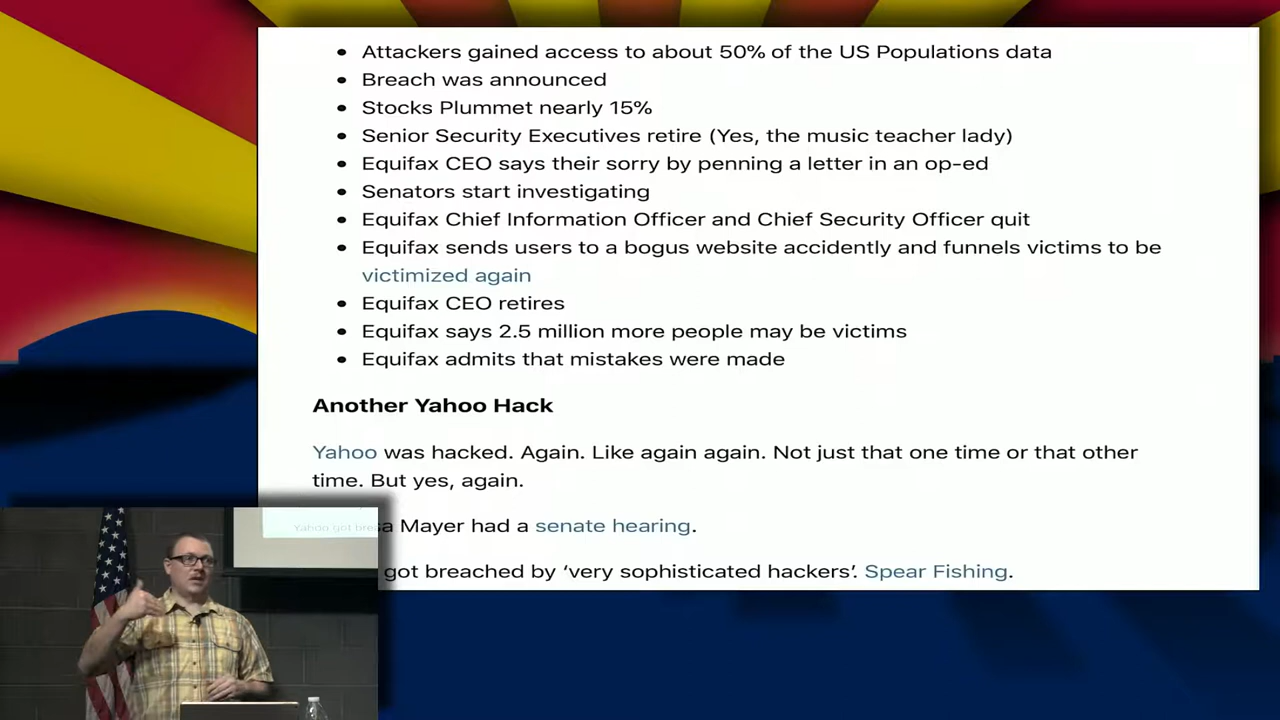 Attackers gained access to about 50% of the US Populations data
Breach was announced
Stocks Plummet nearly 15%
Senior Security Executives retire (Yes, the music teacher lady)
Equifax CEO says their sorry by penning a letter in an op-ed
Senators start investigating
Equifax Chief Information Officer and Chief Security Officer quit
Equifax sends users to a bogus website accidently and funnels victims to be
victimized again
Equifax CEO retires
Equifax says 2.5 million more people may be victims
Equifax admits that mistakes were made
Another Yahoo Hack
Yahoo was hacked. Again. Like again again. Not just that one time or that other
time. But yes, again.
a Mayer had a senate hearing.
Yahoo got brea
got breached by ‘very sophisticated hackers’. Spear Fishing.